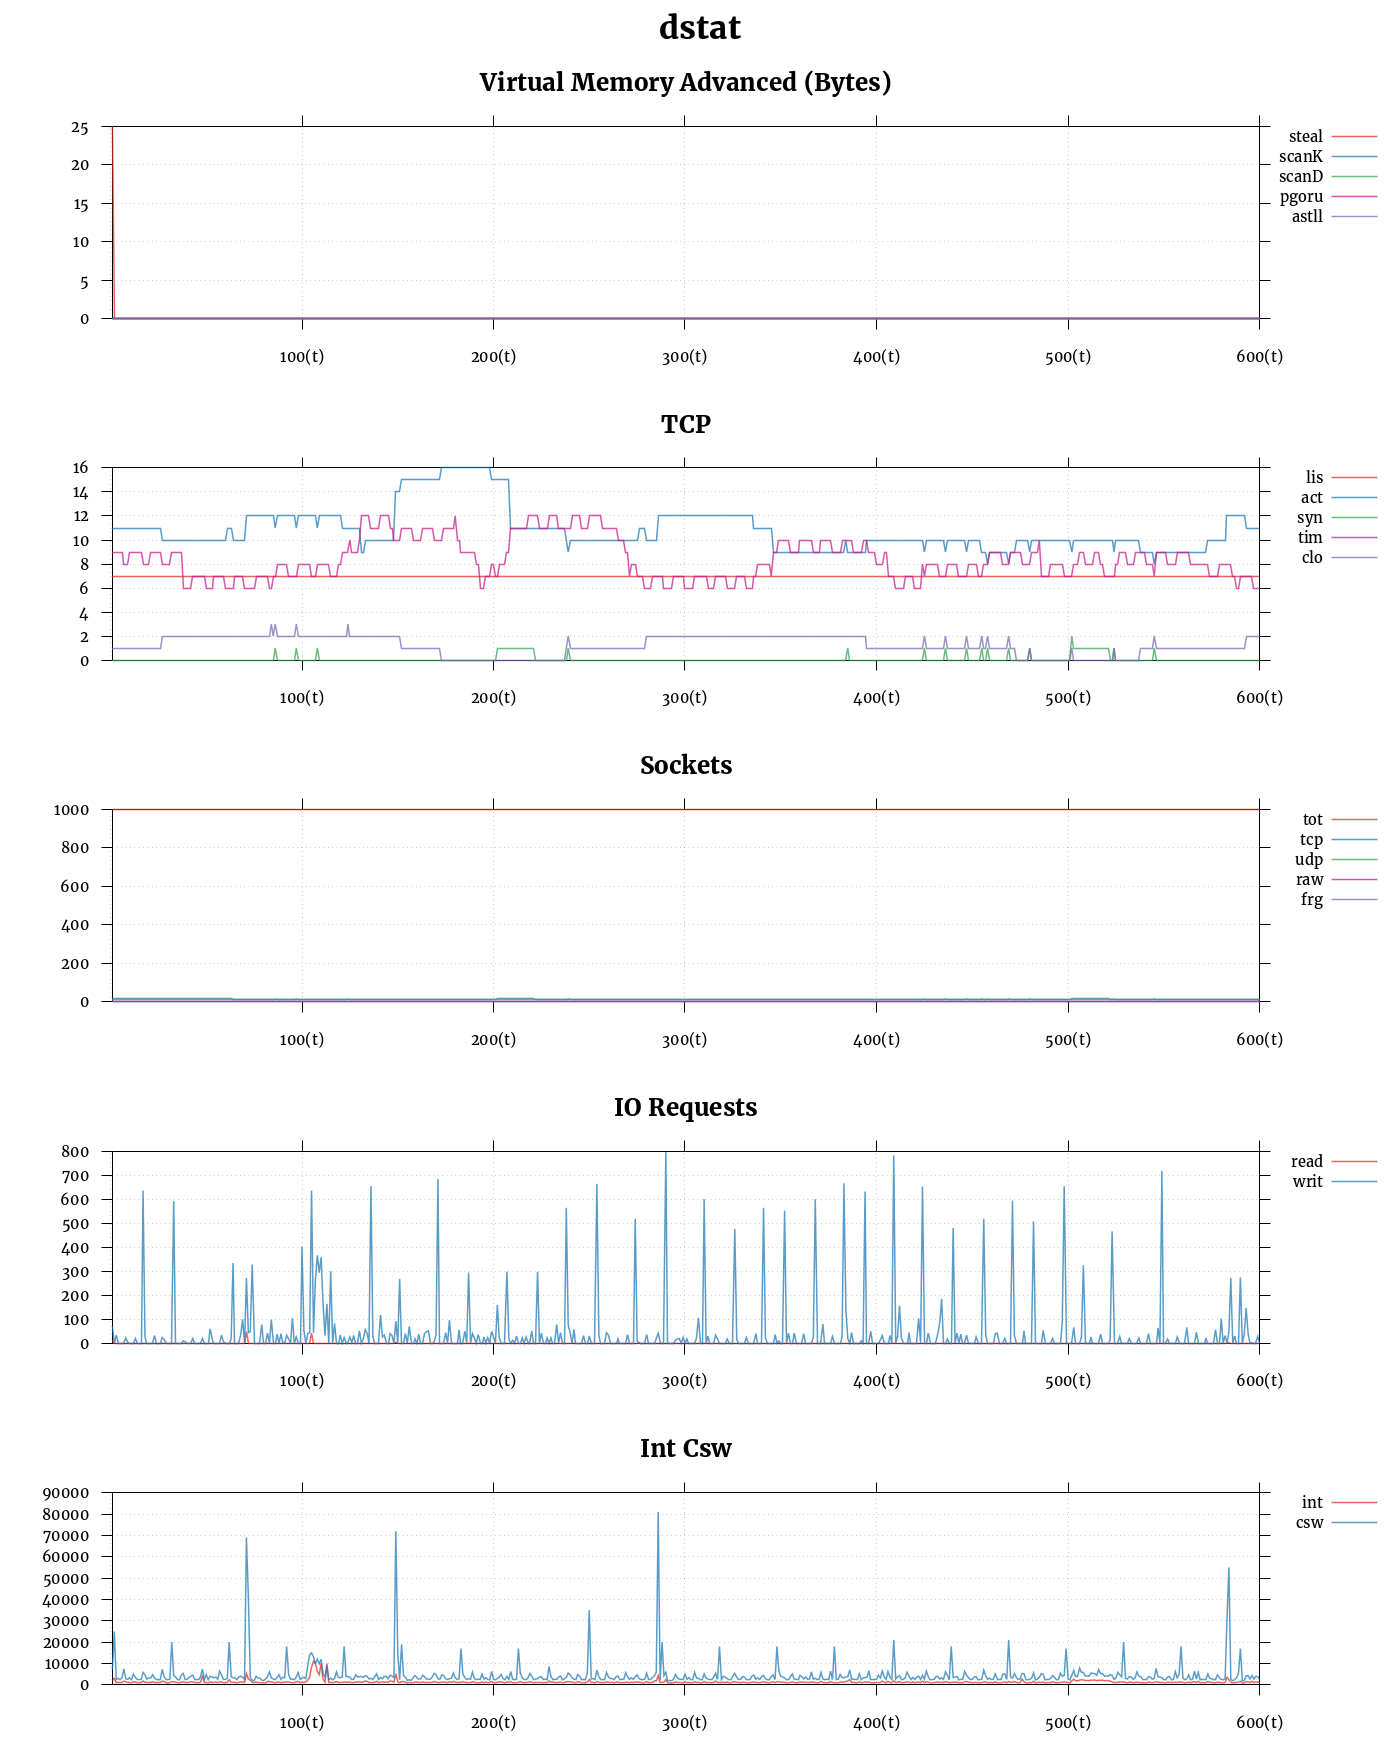 dstat
Virtual Memory Advanced (Bytes)
25
20
15
10
5
0
100(t) 200(t) 300(t) 400(t) 500(t) 600(t)
steal
scanK
scanD
pgoru
astll
TCP
16
14
12
10
8
6
4
2
0
100(t) 200(t) 300(t) 400(t) 500(t) 600(t)
lis
act
syn
tim
clo
Sockets
1000
800
600
400
200
0
100(t) 200(t) 300(t) 400(t) 500(t) 600(t)
tot
tcp
udp
raw
frg
IO Requests
800
700
600
500
400
300
200
100
0
100(t) 200(t) 300(t) 400(t) 500(t) 600(t)
read
writ
Int Csw
90000
80000
70000
60000
50000
40000
30000
20000
10000
0
100(t) 200(t) 300(t) 400(t) 500(t) 600(t)
int
csw